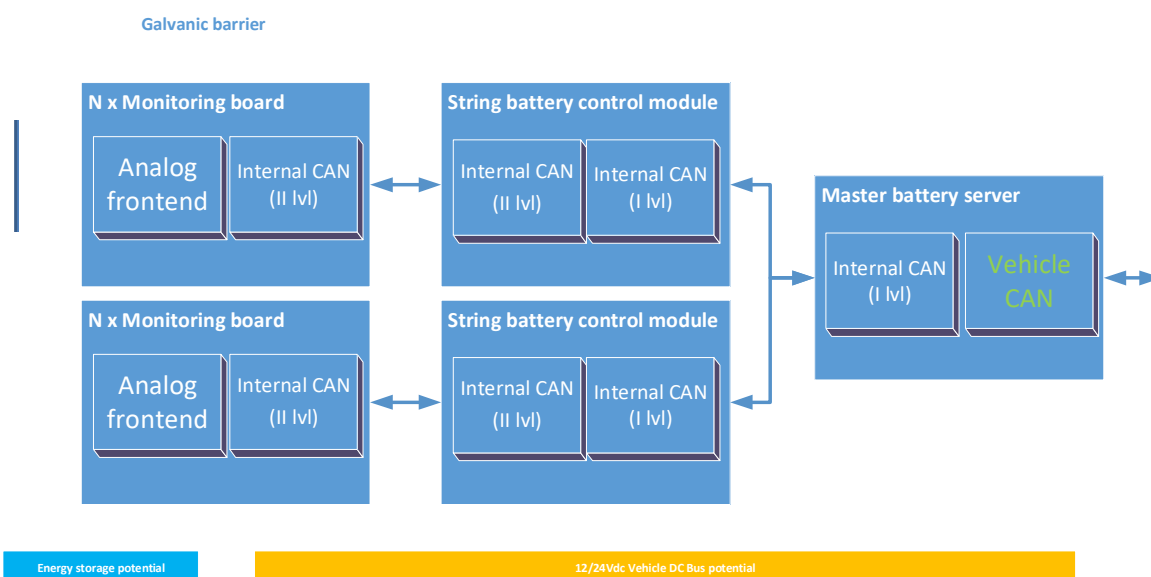 Galvanic barrier
N x Monitoring board
Analog
frontend
Internal CAN
(II lvl)
String battery control module
Internal CAN
(II lvl)
Internal CAN
(I lvl)
Master battery server
Internal CAN
(I lvl)
Vehicle
CAN
N x Monitoring board
Analog
frontend
Internal CAN
(II lvl)
String battery control module
Internal CAN
(II lvl)
Internal CAN
(I lvl)
Energy storage potential
12/24Vdc Vehicle DC Bus potential